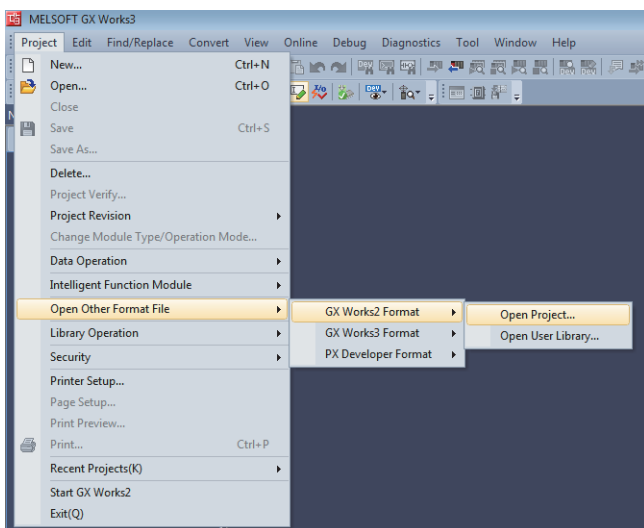 MELSOFT GX Works3
Project Edit Find/Replace Convert View Online Debug Diagnostics Tool Window Help
New... Ctrl+N
Open... Ctrl+O
Close
Save Ctrl+S
Save As...
Delete...
Project Verify...
Project Revision
Change Module Type/Operation Mode...
Data Operation
Intelligent Function Module
Open Other Format File
GX Works2 Format
Open Project...
Library Operation
GX Works3 Format
Open User Library...
Security
PX Developer Format
Printer Setup...
Page Setup...
Print Preview...
Print... Ctrl+P
Recent Projects(K)
Start GX Works2
Exit(Q)